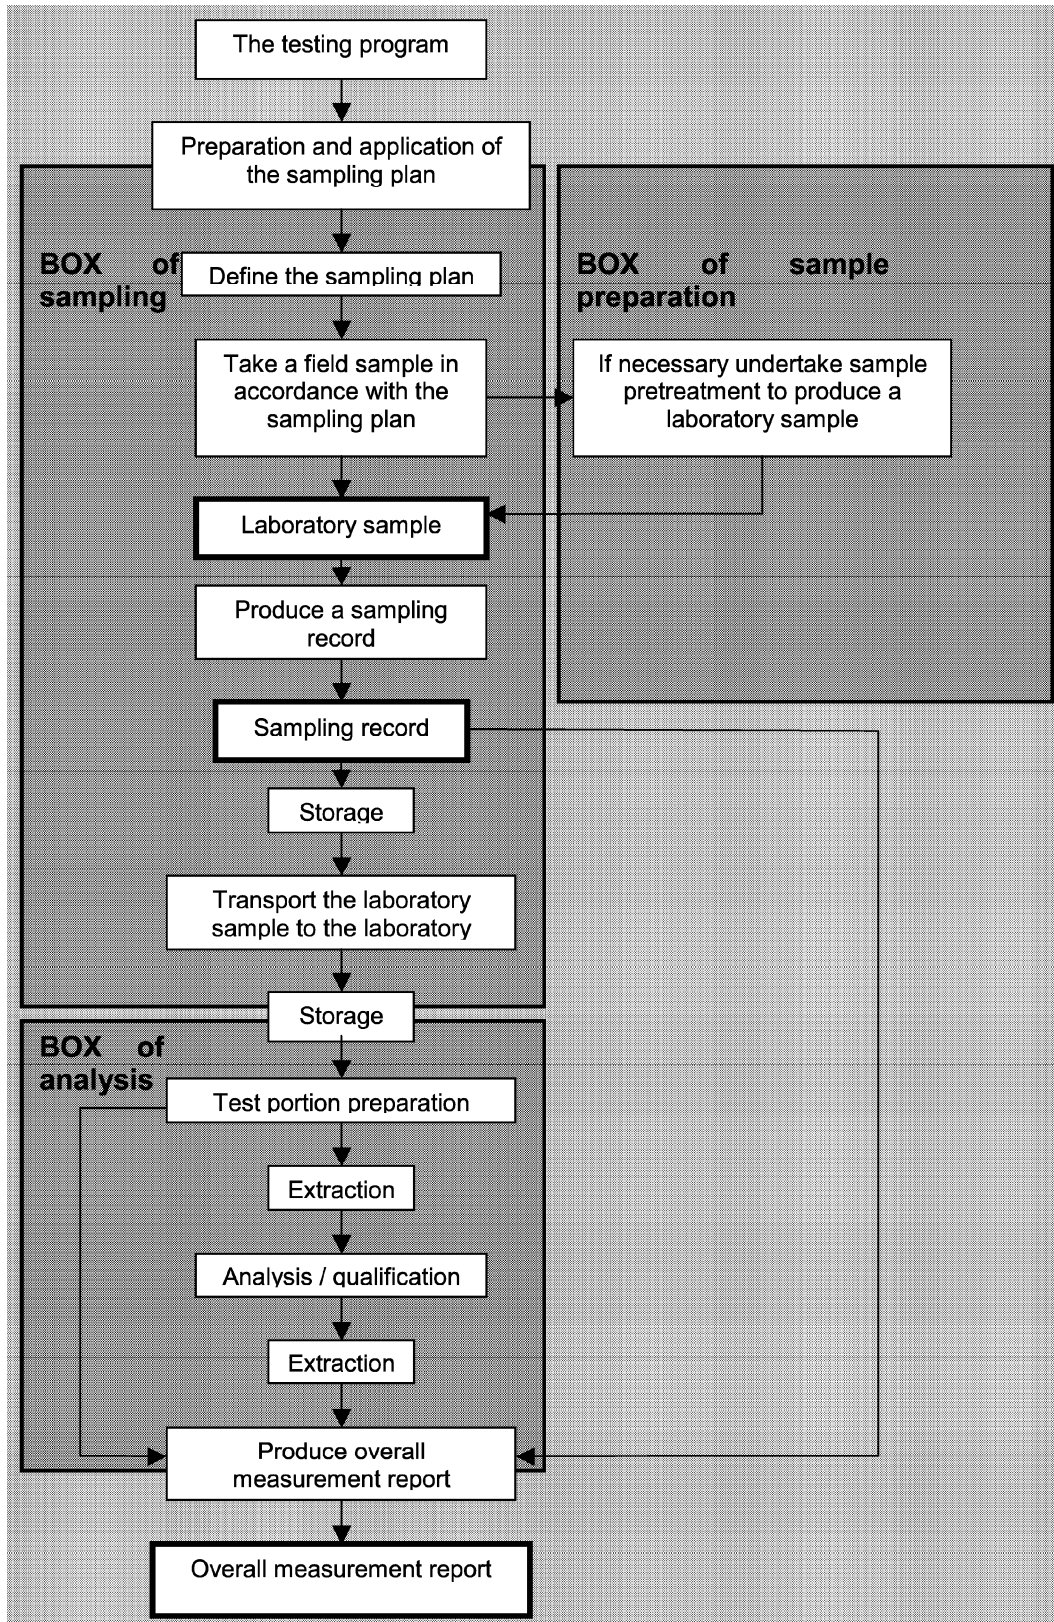 The testing program
Preparation and application of
the sampling plan
BOX of
sampling
Define the sampling plan
BOX of sample
preparation
Take a field sample in
accordance with the
sampling plan
If necessary undertake sample
pretreatment to produce a
laboratory sample
Laboratory sample
Produce a sampling
record
Sampling record
Storage
Transport the laboratory
sample to the laboratory
Storage
BOX of
analysis
Test portion preparation
Extraction
Analysis / qualification
Extraction
Produce overall
measurement report
Overall measurement report